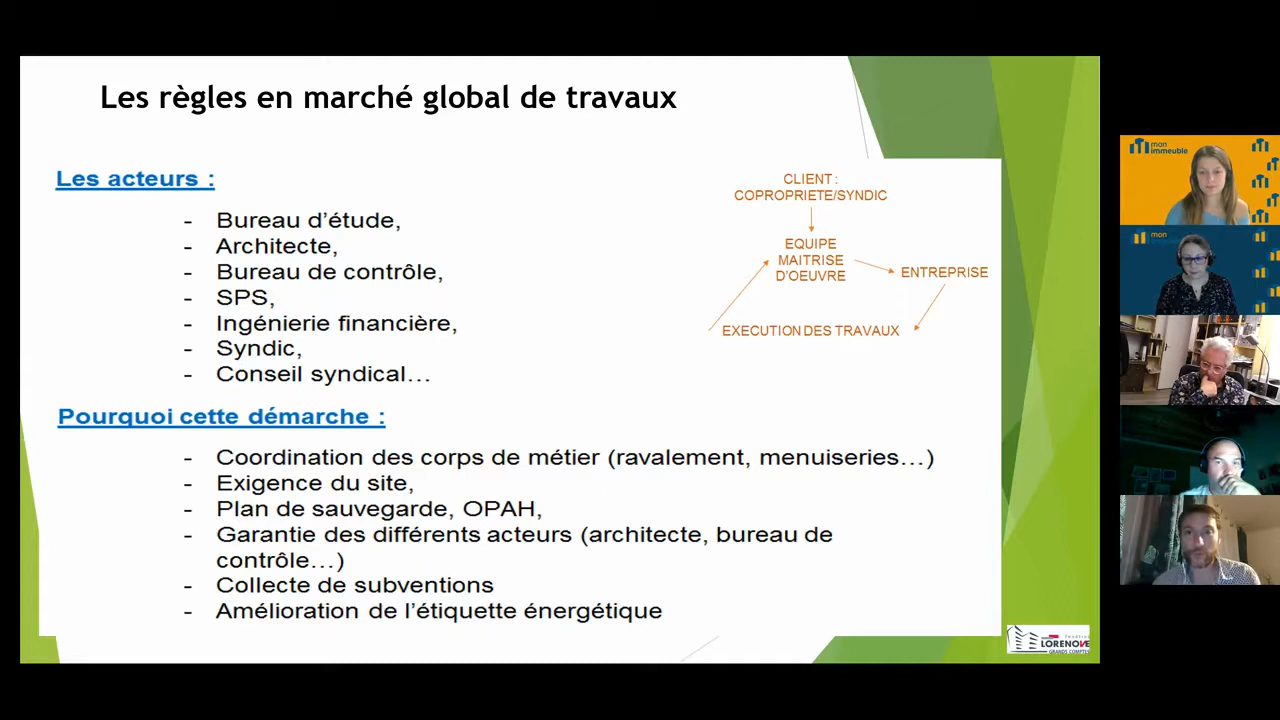 Les règles en marché global de travaux
Les acteurs :
- Bureau d'étude,
- Architecte,
- Bureau de contrôle,
- SPS,
- Ingénierie financière,
- Syndic,
- Conseil syndical…
CLIENT :
COPROPRIETE/SYNDIC
EQUIPE
MAITRISE
D'OEUVRE
ENTREPRISE
EXECUTION DES TRAVAUX
Pourquoi cette démarche :
- Coordination des corps de métier (ravalement, menuiseries…)
- Exigence du site,
- Plan de sauvegarde, OPAH,
- Garantie des différents acteurs (architecte, bureau de
contrôle…)
- Collecte de subventions
- Amélioration de l'étiquette énergétique
LORENOVE
GRANDS COMPTES
mon
immeuble
mon